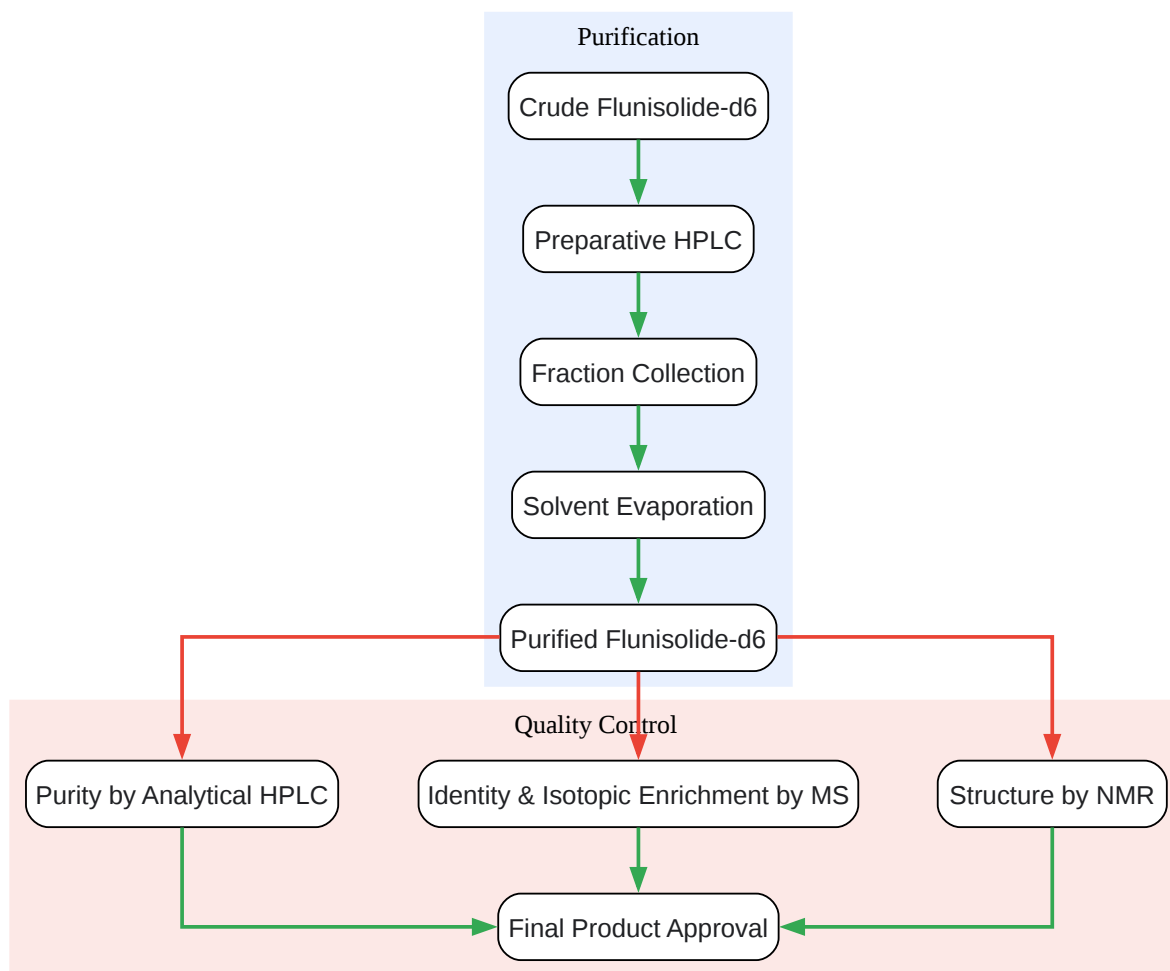 Purification
Crude Flunisolide-d6
Preparative HPLC
Fraction Collection
Solvent Evaporation
Purified Flunisolide-d6
Quality Control
Purity by Analytical HPLC
Identity & Isotopic Enrichment by MS
Structure by NMR
Final Product Approval